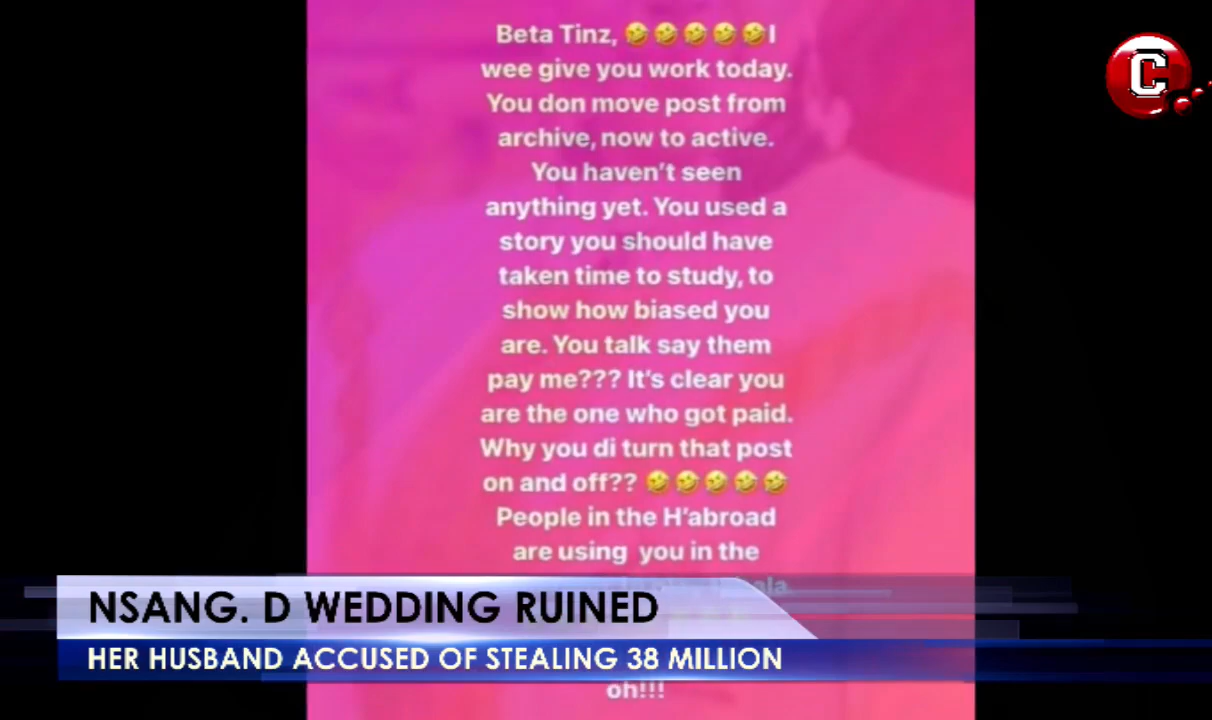 Beta Tinz, 🤣🤣🤣🤣🤣I
wee give you work today.
You don move post from
archive, now to active.
You haven't seen
anything yet. You used a
story you should have
taken time to study, to
show how biased you
are. You talk say them
pay me??? It's clear you
are the one who got paid.
Why you di turn that post
on and off?? 🤣🤣🤣🤣🤣
People in the H'abroad
are using you in the
NSANG. D WEDDING RUINED
HER HUSBAND ACCUSED OF STEALING 38 MILLION
oh!!!
C